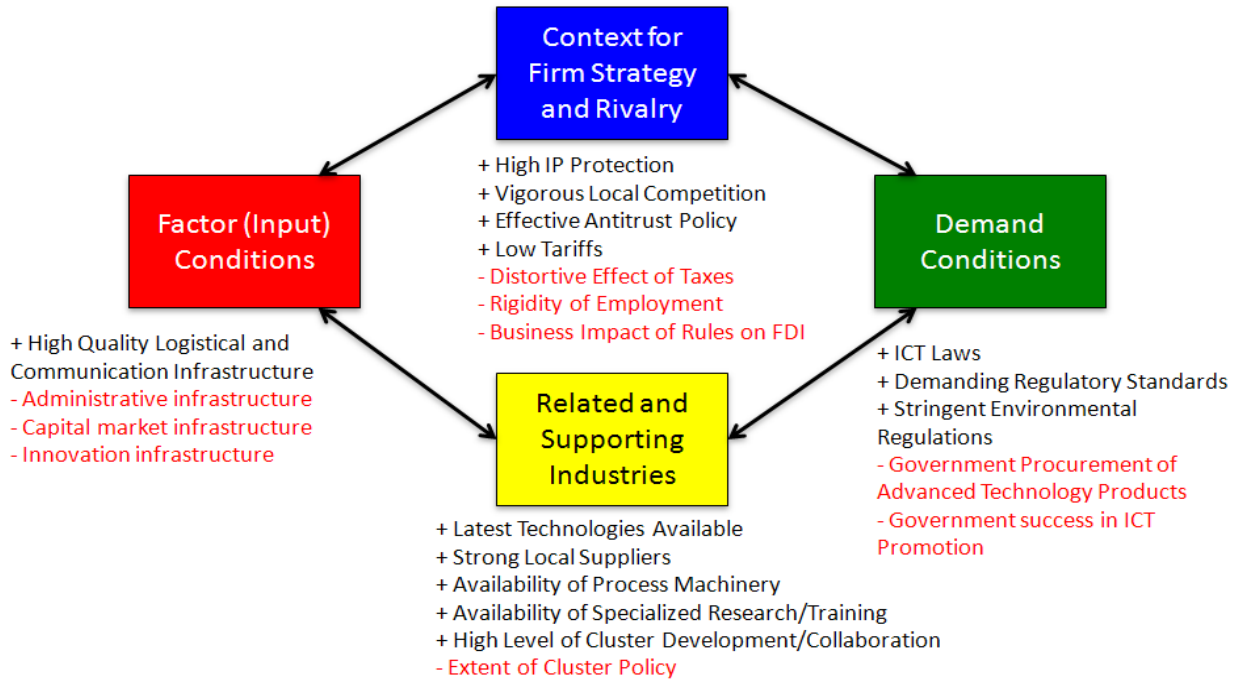 Context for
Firm Strategy
and Rivalry
+ High IP Protection
+ Vigorous Local Competition
+ Effective Antitrust Policy
+ Low Tariffs
- Distortive Effect of Taxes
- Rigidity of Employment
- Business Impact of Rules on FDI
Factor (Input)
Conditions
+ High Quality Logistical and
Communication Infrastructure
- Administrative infrastructure
- Capital market infrastructure
- Innovation infrastructure
Demand
Conditions
+ ICT Laws
+ Demanding Regulatory Standards
+ Stringent Environmental
Regulations
- Government Procurement of
Advanced Technology Products
- Government success in ICT
Promotion
Related and
Supporting
Industries
+ Latest Technologies Available
+ Strong Local Suppliers
+ Availability of Process Machinery
+ Availability of Specialized Research/Training
+ High Level of Cluster Development/Collaboration
- Extent of Cluster Policy